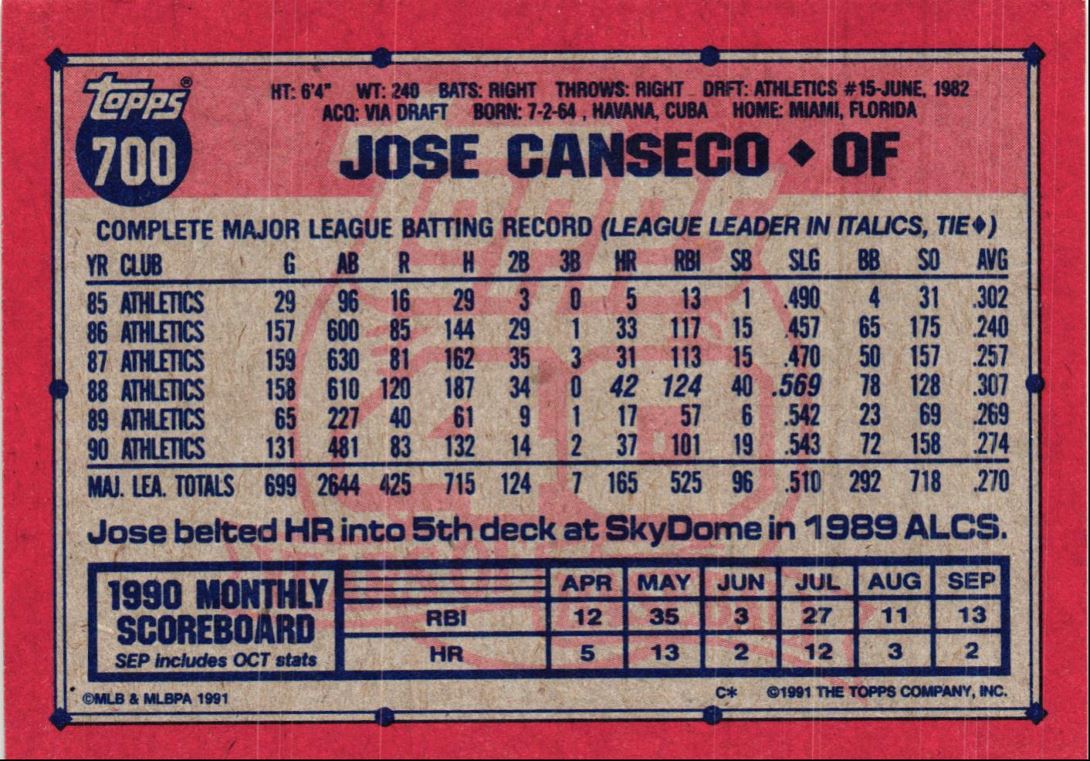 topps®
700
HT: 6'4" WT: 240 BATS: RIGHT THROWS: RIGHT DRFT: ATHLETICS #15-JUNE, 1982
ACQ: VIA DRAFT BORN: 7-2-64 , HAVANA, CUBA HOME: MIAMI, FLORIDA
JOSE CANSECO ◆ OF
COMPLETE MAJOR LEAGUE BATTING RECORD (LEAGUE LEADER IN ITALICS, TIE◆)
YR CLUB G AB R H 2B 3B HR RBI SB SLG BB SO AVG
85 ATHLETICS 29 96 16 29 3 0 5 13 1 .490 4 31 .302
86 ATHLETICS 157 600 85 144 29 1 33 117 15 .457 65 175 .240
87 ATHLETICS 159 630 81 162 35 3 31 113 15 .470 50 157 .257
88 ATHLETICS 158 610 120 187 34 0 42 124 40 .569 78 128 .307
89 ATHLETICS 65 227 40 61 9 1 17 57 6 .542 23 69 .269
90 ATHLETICS 131 481 83 132 14 2 37 101 19 .543 72 158 .274
MAJ. LEA. TOTALS 699 2644 425 715 124 7 165 525 96 .510 292 718 .270
Jose belted HR into 5th deck at SkyDome in 1989 ALCS.
1990 MONTHLY
SCOREBOARD
SEP includes OCT stats
APR MAY JUN JUL AUG SEP
RBI 12 35 3 27 11 13
HR 5 13 2 12 3 2
©MLB & MLBPA 1991
C* ©1991 THE TOPPS COMPANY, INC.